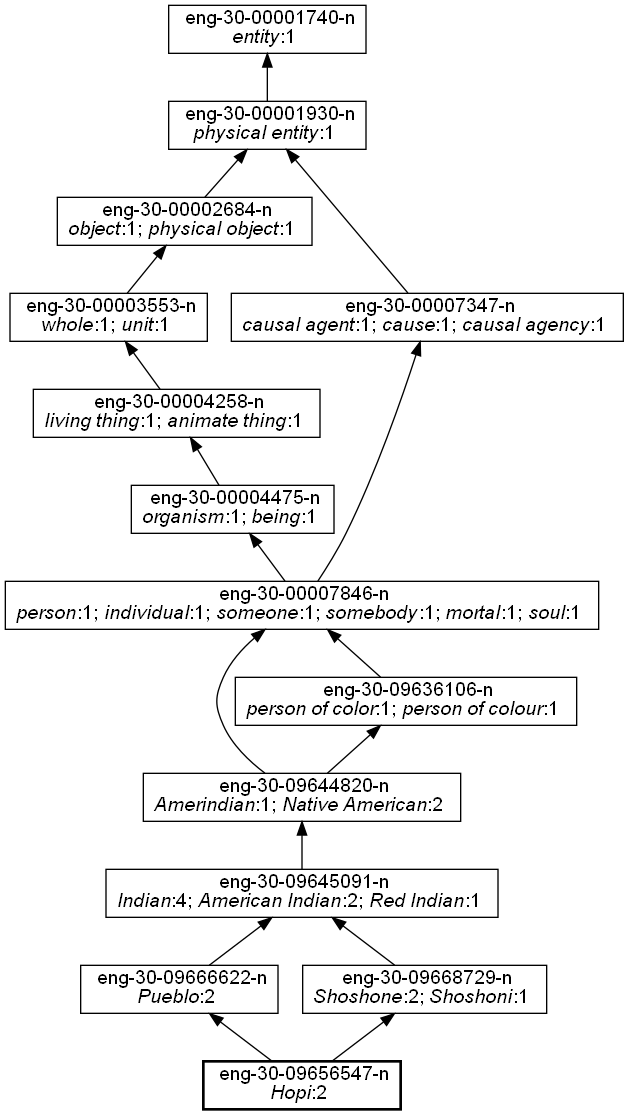 eng-30-00001740-n
entity:1
eng-30-00001930-n
physical entity:1
eng-30-00002684-n
object:1; physical object:1
eng-30-00003553-n
whole:1; unit:1
eng-30-00007347-n
causal agent:1; cause:1; causal agency:1
eng-30-00004258-n
living thing:1; animate thing:1
eng-30-00004475-n
organism:1; being:1
eng-30-00007846-n
person:1; individual:1; someone:1; somebody:1; mortal:1; soul:1
eng-30-09636106-n
person of color:1; person of colour:1
eng-30-09644820-n
Amerindian:1; Native American:2
eng-30-09645091-n
Indian:4; American Indian:2; Red Indian:1
eng-30-09666622-n
Pueblo:2
eng-30-09668729-n
Shoshone:2; Shoshoni:1
eng-30-09656547-n
Hopi:2